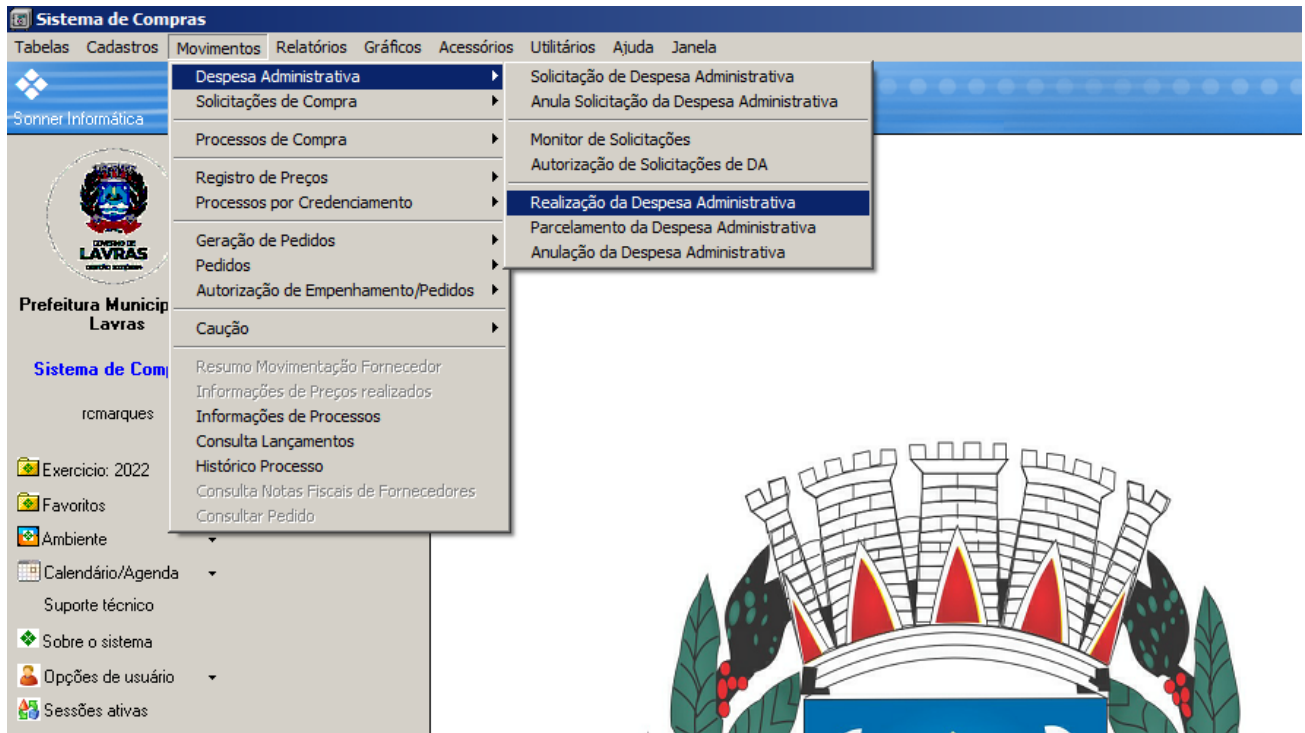 Sistema de Compras
Tabelas Cadastros Movimentos Relatórios Gráficos Acessórios Utilitários Ajuda Janela
Sonner Informática
LAVRAS
Prefeitura Municip
Lavras
Sistema de Com
rcmarques
Exercicio: 2022
Favoritos
Ambiente
Calendário/Agenda
Suporte técnico
Sobre o sistema
Opções de usuário
Sessões ativas
Despesa Administrativa
Solicitações de Compra
Processos de Compra
Registro de Preços
Processos por Credenciamento
Geração de Pedidos
Pedidos
Autorização de Empenhamento/Pedidos
Caução
Resumo Movimentação Fornecedor
Informações de Preços realizados
Informações de Processos
Consulta Lançamentos
Histórico Processo
Consulta Notas Fiscais de Fornecedores
Consultar Pedido
Solicitação de Despesa Administrativa
Anula Solicitação da Despesa Administrativa
Monitor de Solicitações
Autorização de Solicitações de DA
Realização da Despesa Administrativa
Parcelamento da Despesa Administrativa
Anulação da Despesa Administrativa